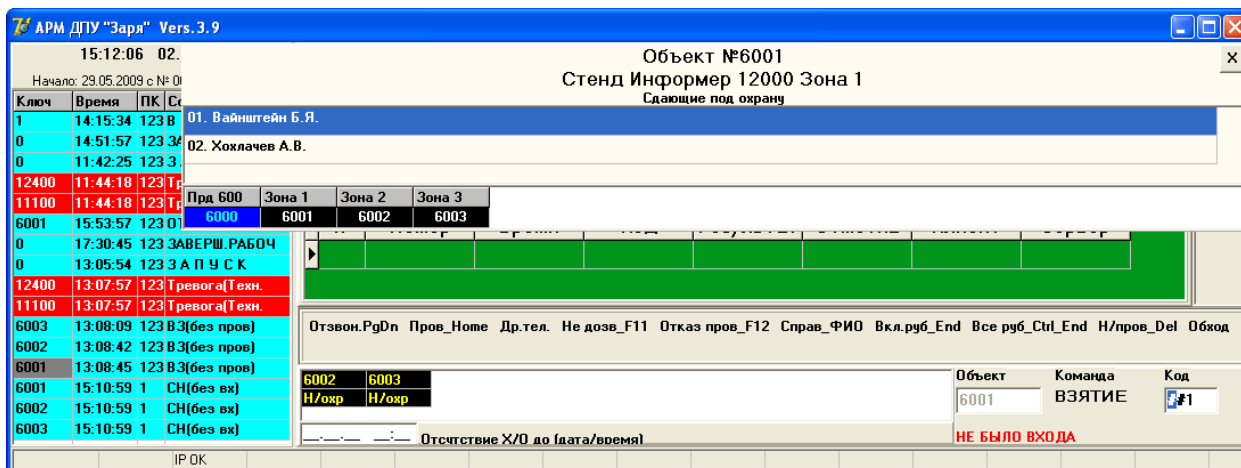 АРМ ДПУ "Заря" Vers.3.9
15:12:06 02.
Начало: 29.05.2009 с №
Объект №6001
Стенд Информер 12000 Зона 1
Сдающие под охрану
X
01. Вайнштейн Б.Я.
02. Хохлачев А.В.
Прд 600 Зона 1 Зона 2 Зона 3
6000 6001 6002 6003
Ключ Время ПК
1 14:15:34 123 В
0 14:51:57 123
0 11:42:25 123 З
12400 11:44:18 123
11100 11:44:18 123
6001 15:53:57 123
0 17:30:45 123 ЗАВЕРШ.РАБОЧ
0 13:05:54 123 З А П У С К
12400 13:07:57 123 Тревога(Техн.
11100 13:07:57 123 Тревога(Техн.
6003 13:08:09 123 ВЗ(без пров)
6002 13:08:42 123 ВЗ(без пров)
6001 13:08:45 123 ВЗ(без пров)
6001 15:10:59 1 СН(без вх)
6002 15:10:59 1 СН(без вх)
6003 15:10:59 1 СН(без вх)
Отзвон.PgDn Пров_Home Др.тел. Не дозв_F11 Отказ пров_F12 Справ_ФИО Вкл.руб_End Все руб_Ctrl_End Н/пров_Del Обход
6002 6003
Н/охр Н/охр
Отсутствие Х/О до (дата/время)
Объект Команда Код
6001 ВЗЯТИЕ #1
НЕ БЫЛО ВХОДА
IP OK